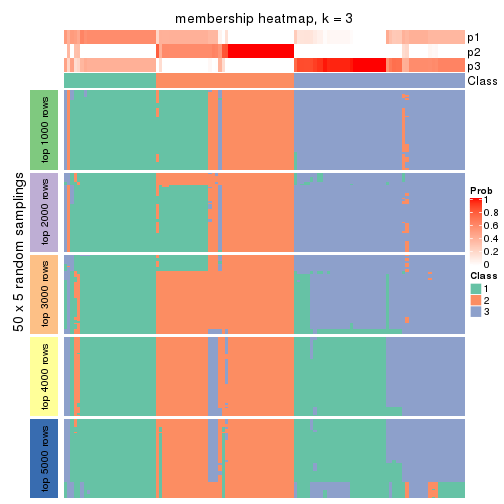 membership heatmap, k = 3
p1
p2
p3
Class
50 x 5 random samplings
top 1000 rows
top 2000 rows
top 3000 rows
top 4000 rows
top 5000 rows
Prob
1
0.8
0.6
0.4
0.2
0
Class
1
2
3